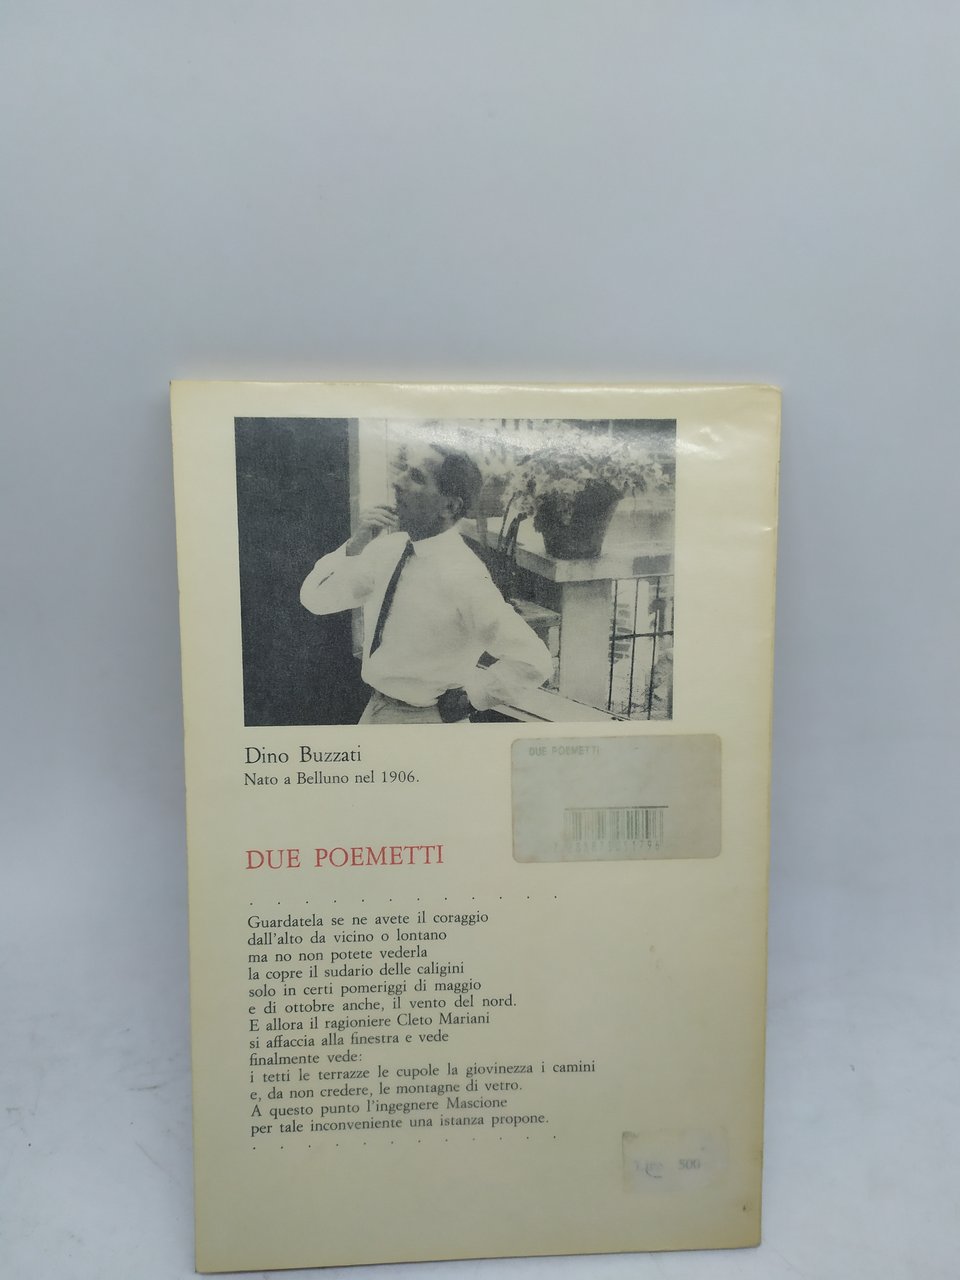 Dino Buzzati
Nato a Belluno nel 1906.
DUE POEMETTI
DUE POEMETTI
. . . . . . . . . . . .
Guardatela se ne avete il coraggio
dall'alto da vicino o lontano
ma no non potete vederla
la copre il sudario delle caligini
solo in certi pomeriggi di maggio
e di ottobre anche, il vento del nord.
E allora il ragioniere Cleto Mariani
si affaccia alla finestra e vede
finalmente vede:
i tetti le terrazze le cupole la giovinezza i camini
e, da non credere, le montagne di vetro.
A questo punto l'ingegnere Mascione
per tale inconveniente una istanza propone.
. . . . . . . . . . . .
Lire 500